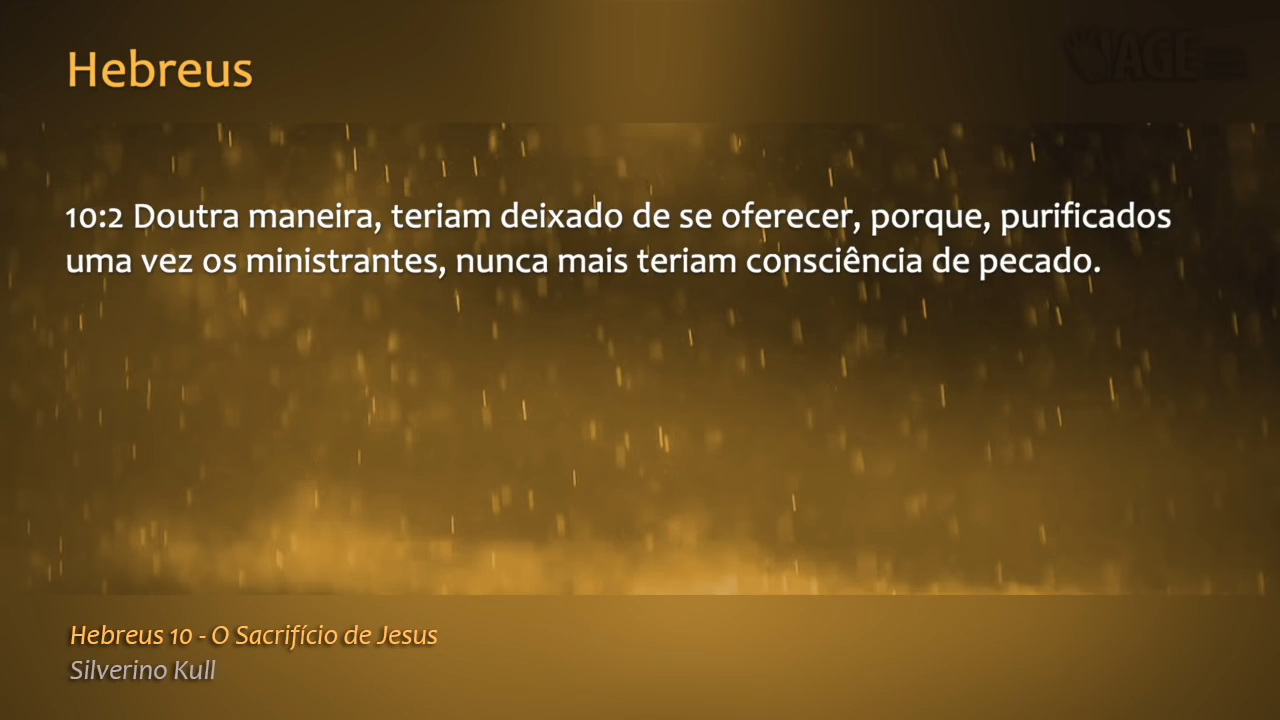 Hebreus
IAGE
10:2 Doutra maneira, teriam deixado de se oferecer, porque, purificados
uma vez os ministrantes, nunca mais teriam consciência de pecado.
Hebreus 10 - O Sacrifício de Jesus
Silverino Kull